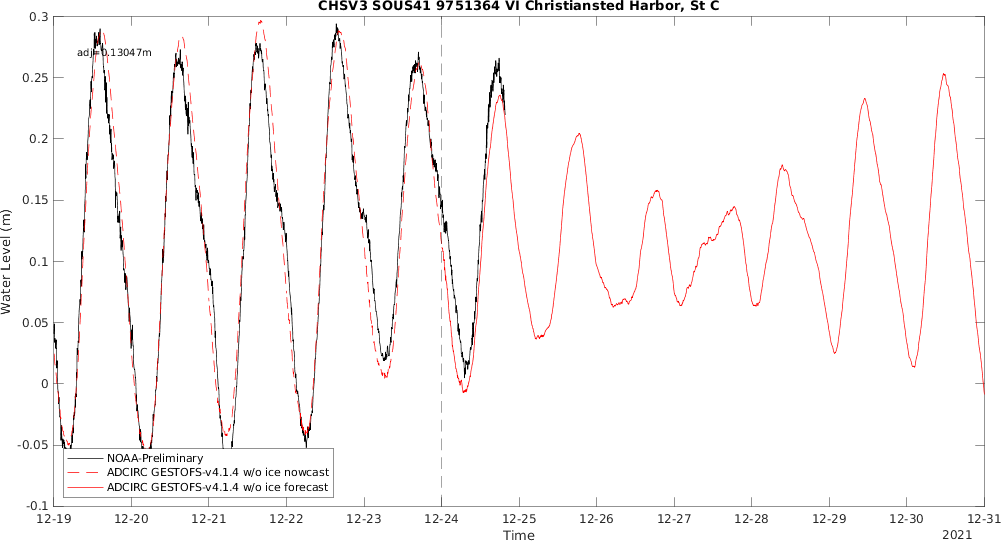 CHSV3 SOUS41 9751364 VI Christiansted Harbor, St C
0.3
adj=0.13047m
0.25
0.2
0.15
0.1
0.05
0
-0.05
-0.1
Water Level (m)
NOAA-Preliminary
ADCIRC GESTOFS-v4.1.4 w/o ice nowcast
ADCIRC GESTOFS-v4.1.4 w/o ice forecast
12-19 12-20 12-21 12-22 12-23 12-24 12-25 12-26 12-27 12-28 12-29 12-30 12-31
Time
2021